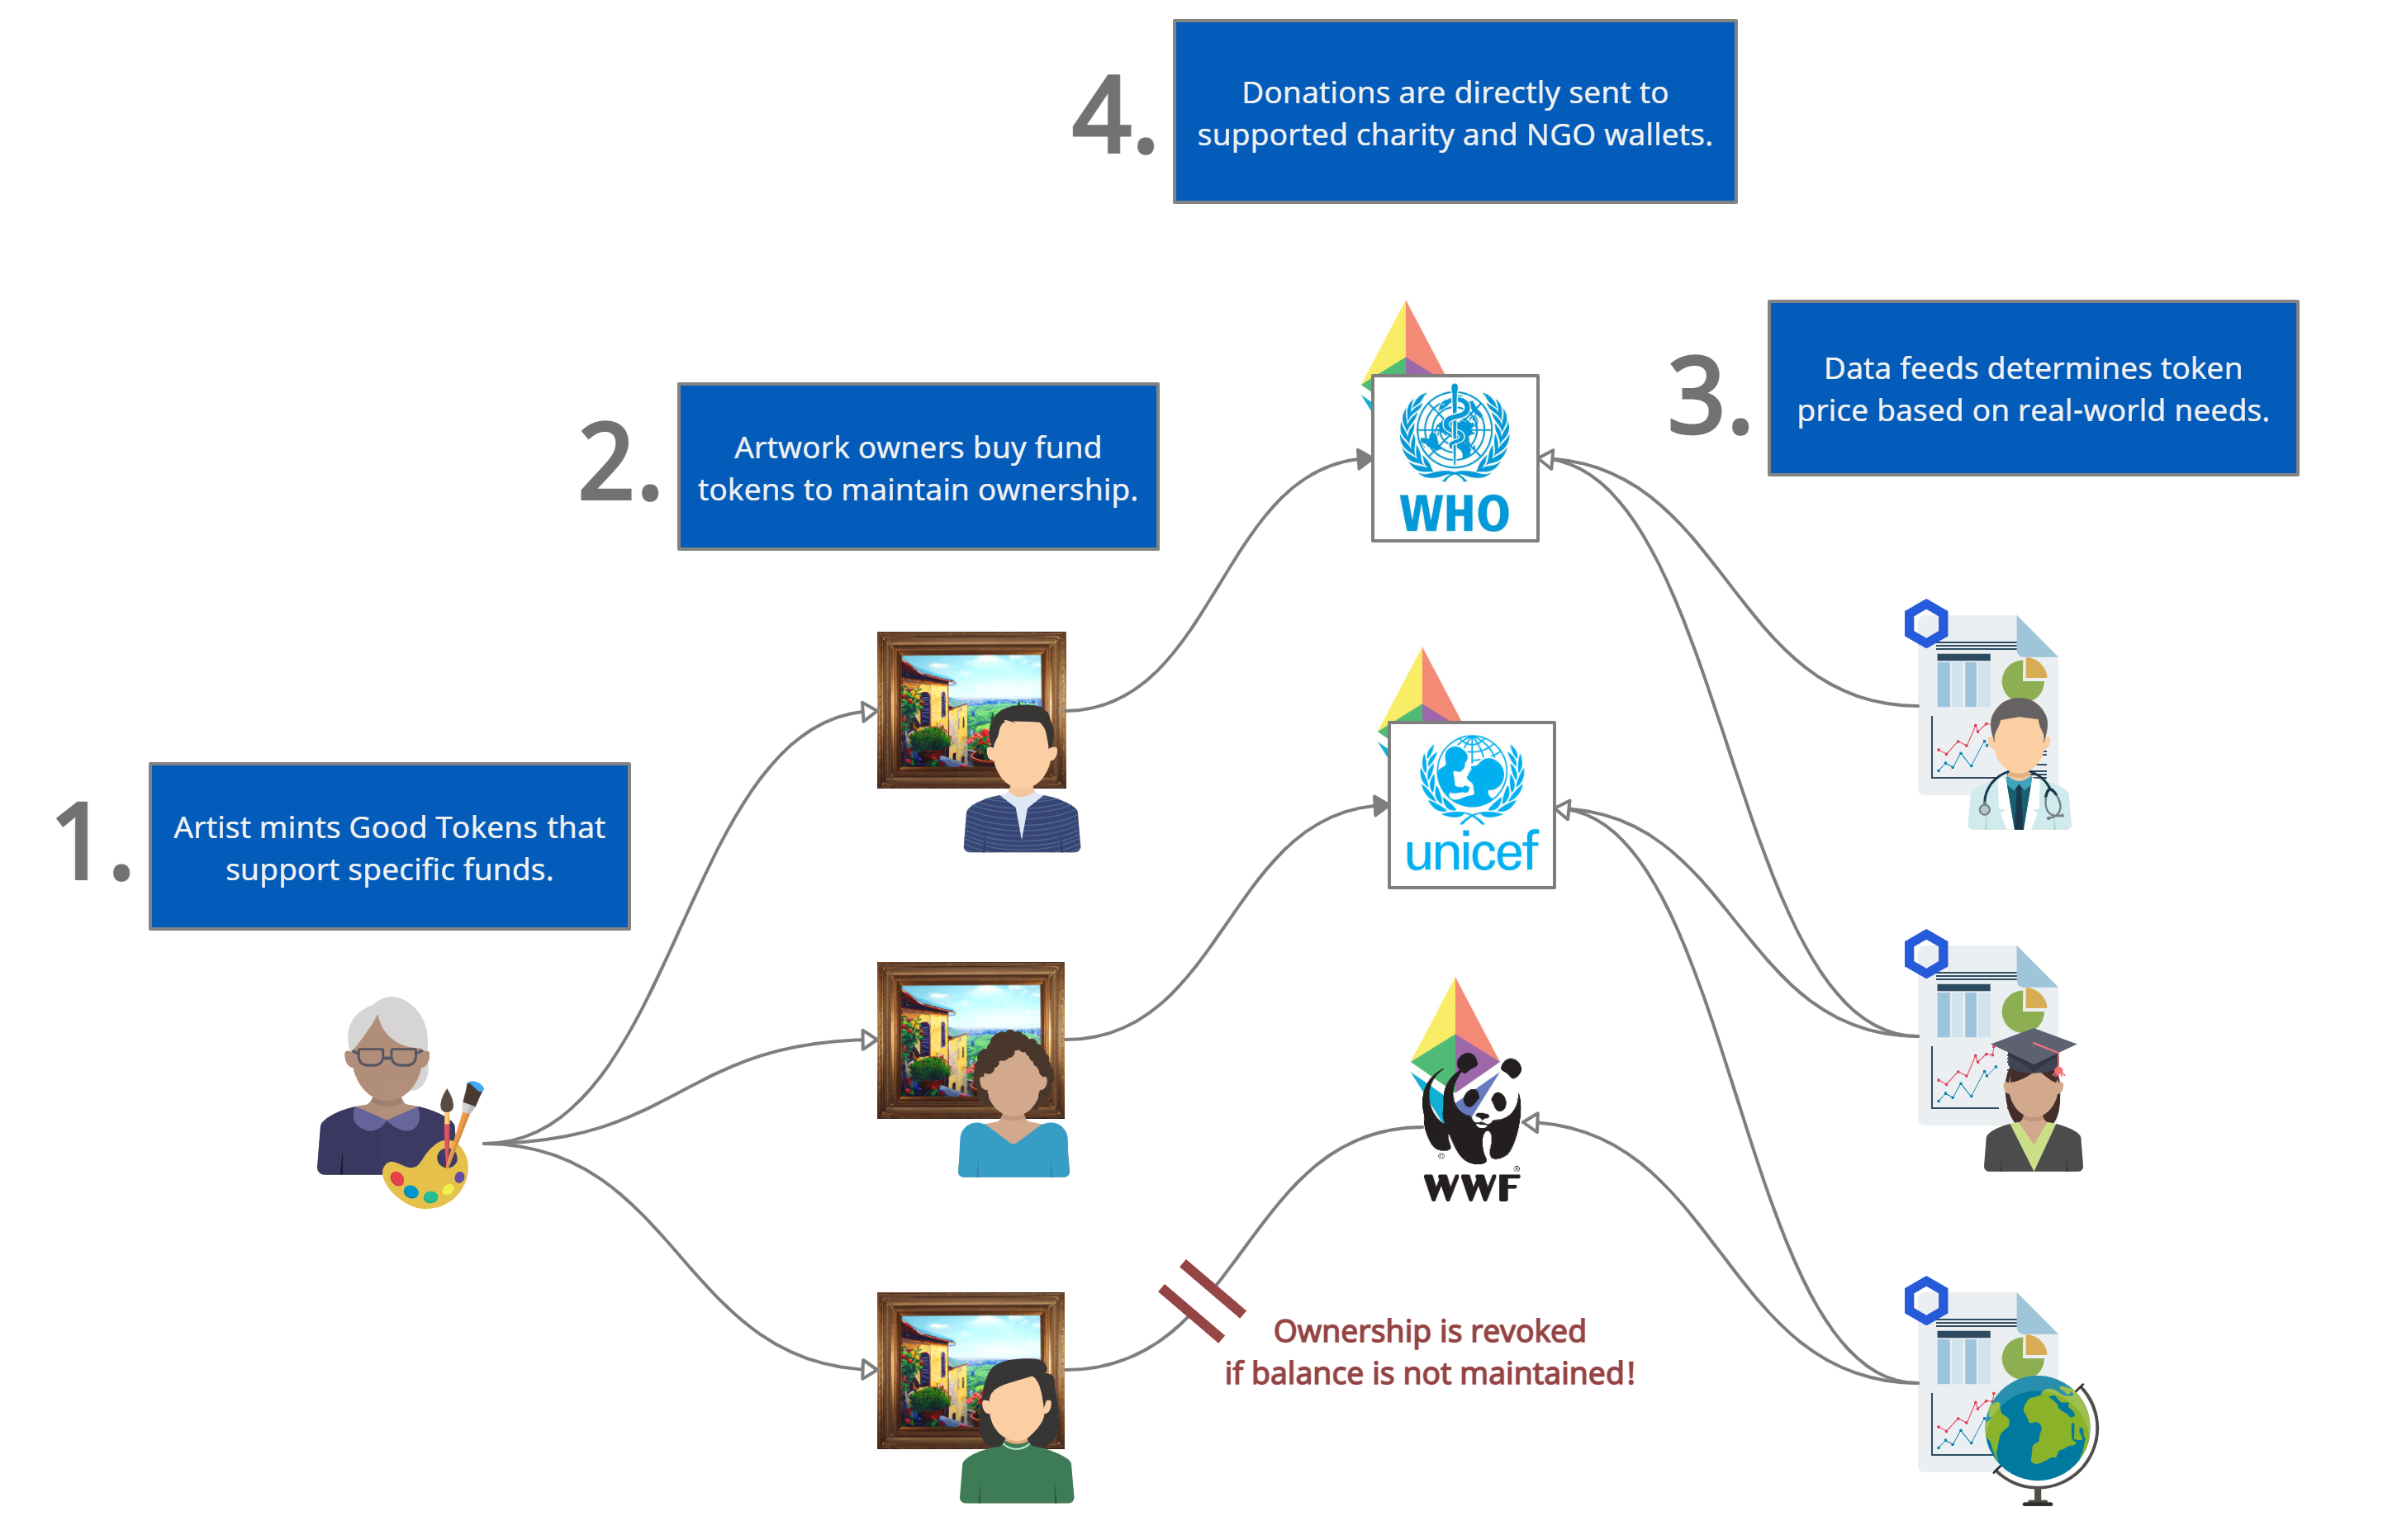 4.
Donations are directly sent to
supported charity and NGO wallets.
3.
Data feeds determines token
price based on real-world needs.
2.
Artwork owners buy fund
tokens to maintain ownership.
WHO
1.
Artist mints Good Tokens that
support specific funds.
unicef
©
®
WWF
Ownership is revoked
if balance is not maintained!